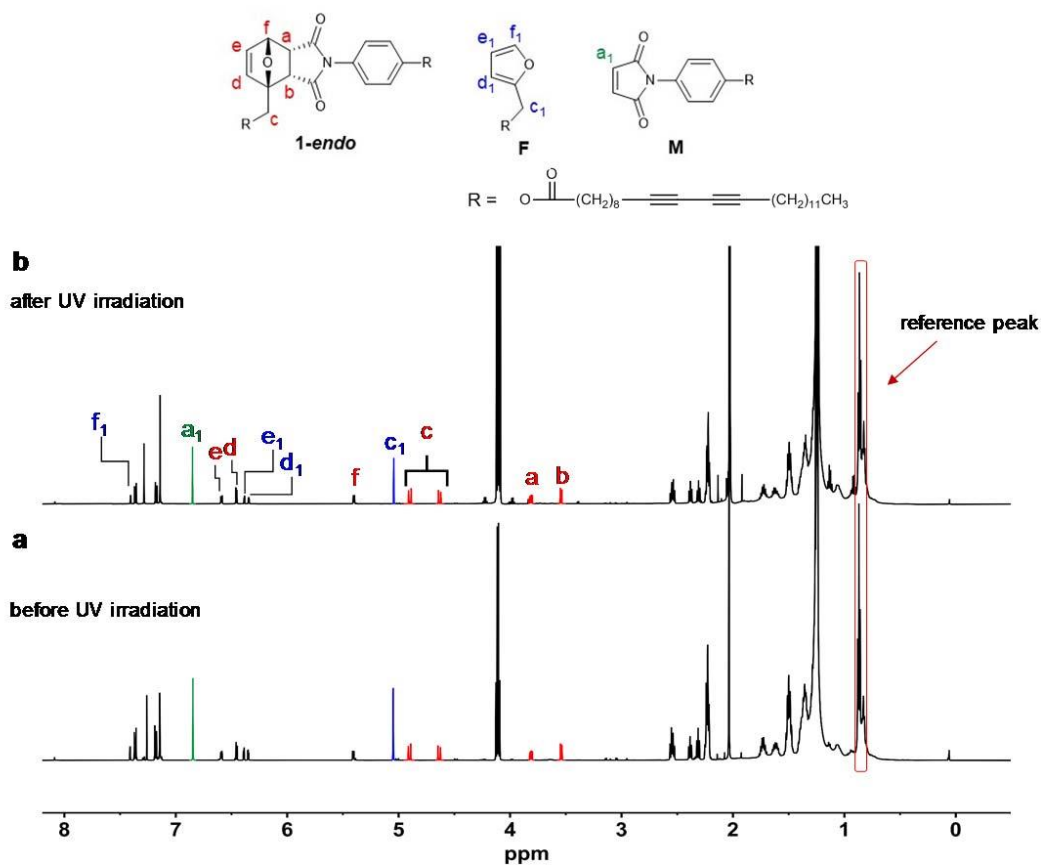 f
a
O
e
O
N
R
d
b
O
R
c
1-endo
e₁
f₁
O
d₁
R
c₁
F
a₁
O
N
R
O
M
R = O
O
(CH₂)₈
(CH₂)₁₁CH₃
b
after UV irradiation
reference peak
f₁
a₁
e
d
e₁
d₁
f
c₁
c
a
b
a
before UV irradiation
8 7 6 5 4 3 2 1 0
ppm